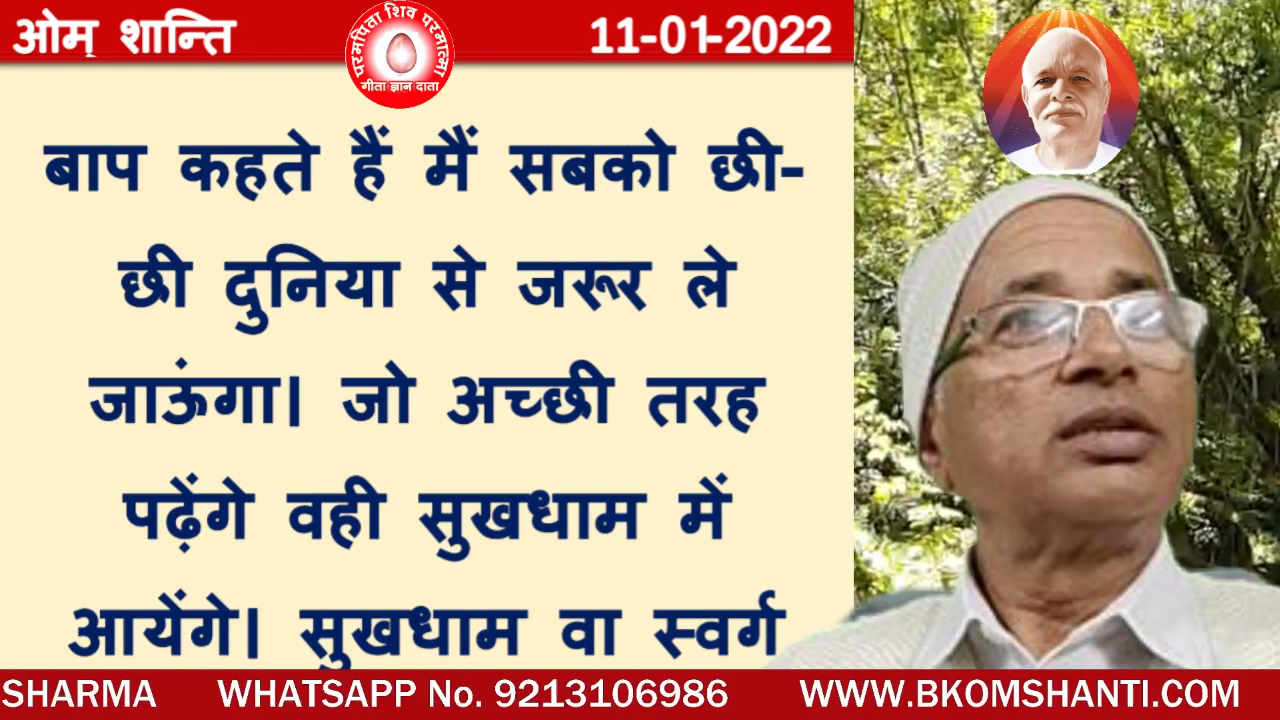 ओम् शान्ति
परमपिता शिव परमात्मा
गीता ज्ञान दाता
11-01-2022
बाप कहते हैं मैं सबको छी-
छी दुनिया से जरूर ले
जाऊंगा। जो अच्छी तरह
पढ़ेंगे वही सुखधाम में
आयेंगे। सुखधाम वा स्वर्ग
SHARMA WHATSAPP No. 9213106986 WWW.BKOMSHANTI.COM